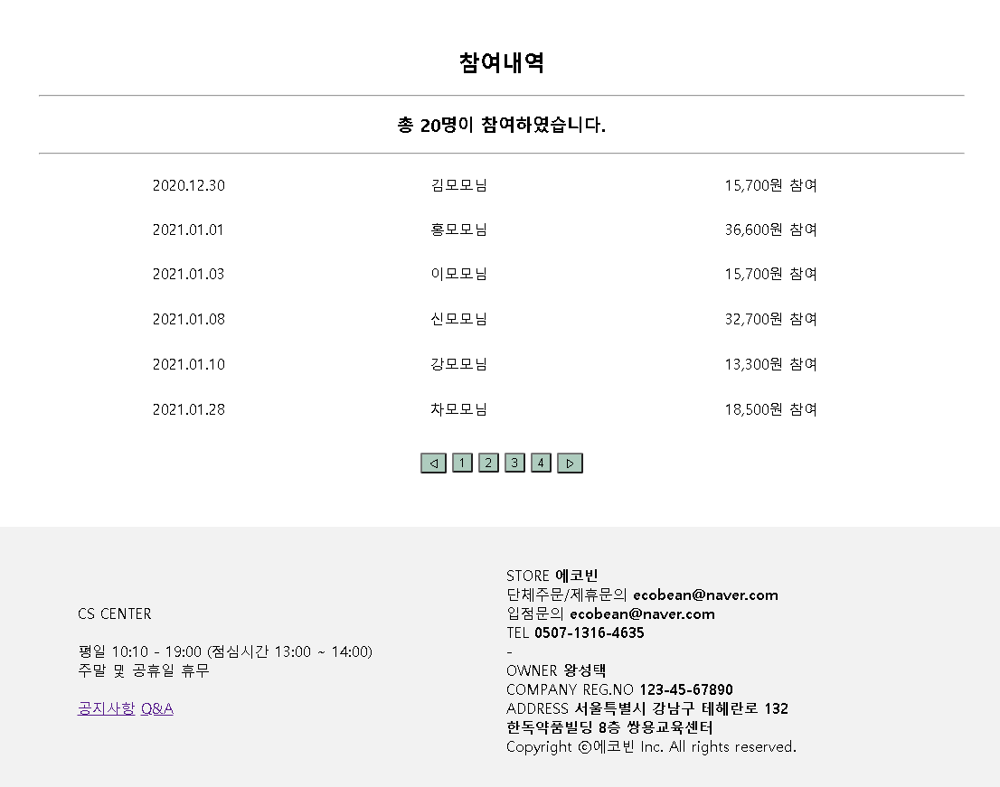 참여내역
총 20명이 참여하였습니다.
2020.12.30 김모모님 15,700원 참여
2021.01.01 홍모모님 36,600원 참여
2021.01.03 이모모님 15,700원 참여
2021.01.08 신모모님 32,700원 참여
2021.01.10 강모모님 13,300원 참여
2021.01.28 차모모님 18,500원 참여
◁ 1 2 3 4 ▷
CS CENTER
평일 10:10 - 19:00 (점심시간 13:00 ~ 14:00)
주말 및 공휴일 휴무
공지사항 Q&A
STORE 에코빈
단체주문/제휴문의 ecobean@naver.com
입점문의 ecobean@naver.com
TEL 0507-1316-4635
-
OWNER 왕성택
COMPANY REG.NO 123-45-67890
ADDRESS 서울특별시 강남구 테헤란로 132
한독약품빌딩 8층 쌍용교육센터
Copyright ⓒ에코빈 Inc. All rights reserved.